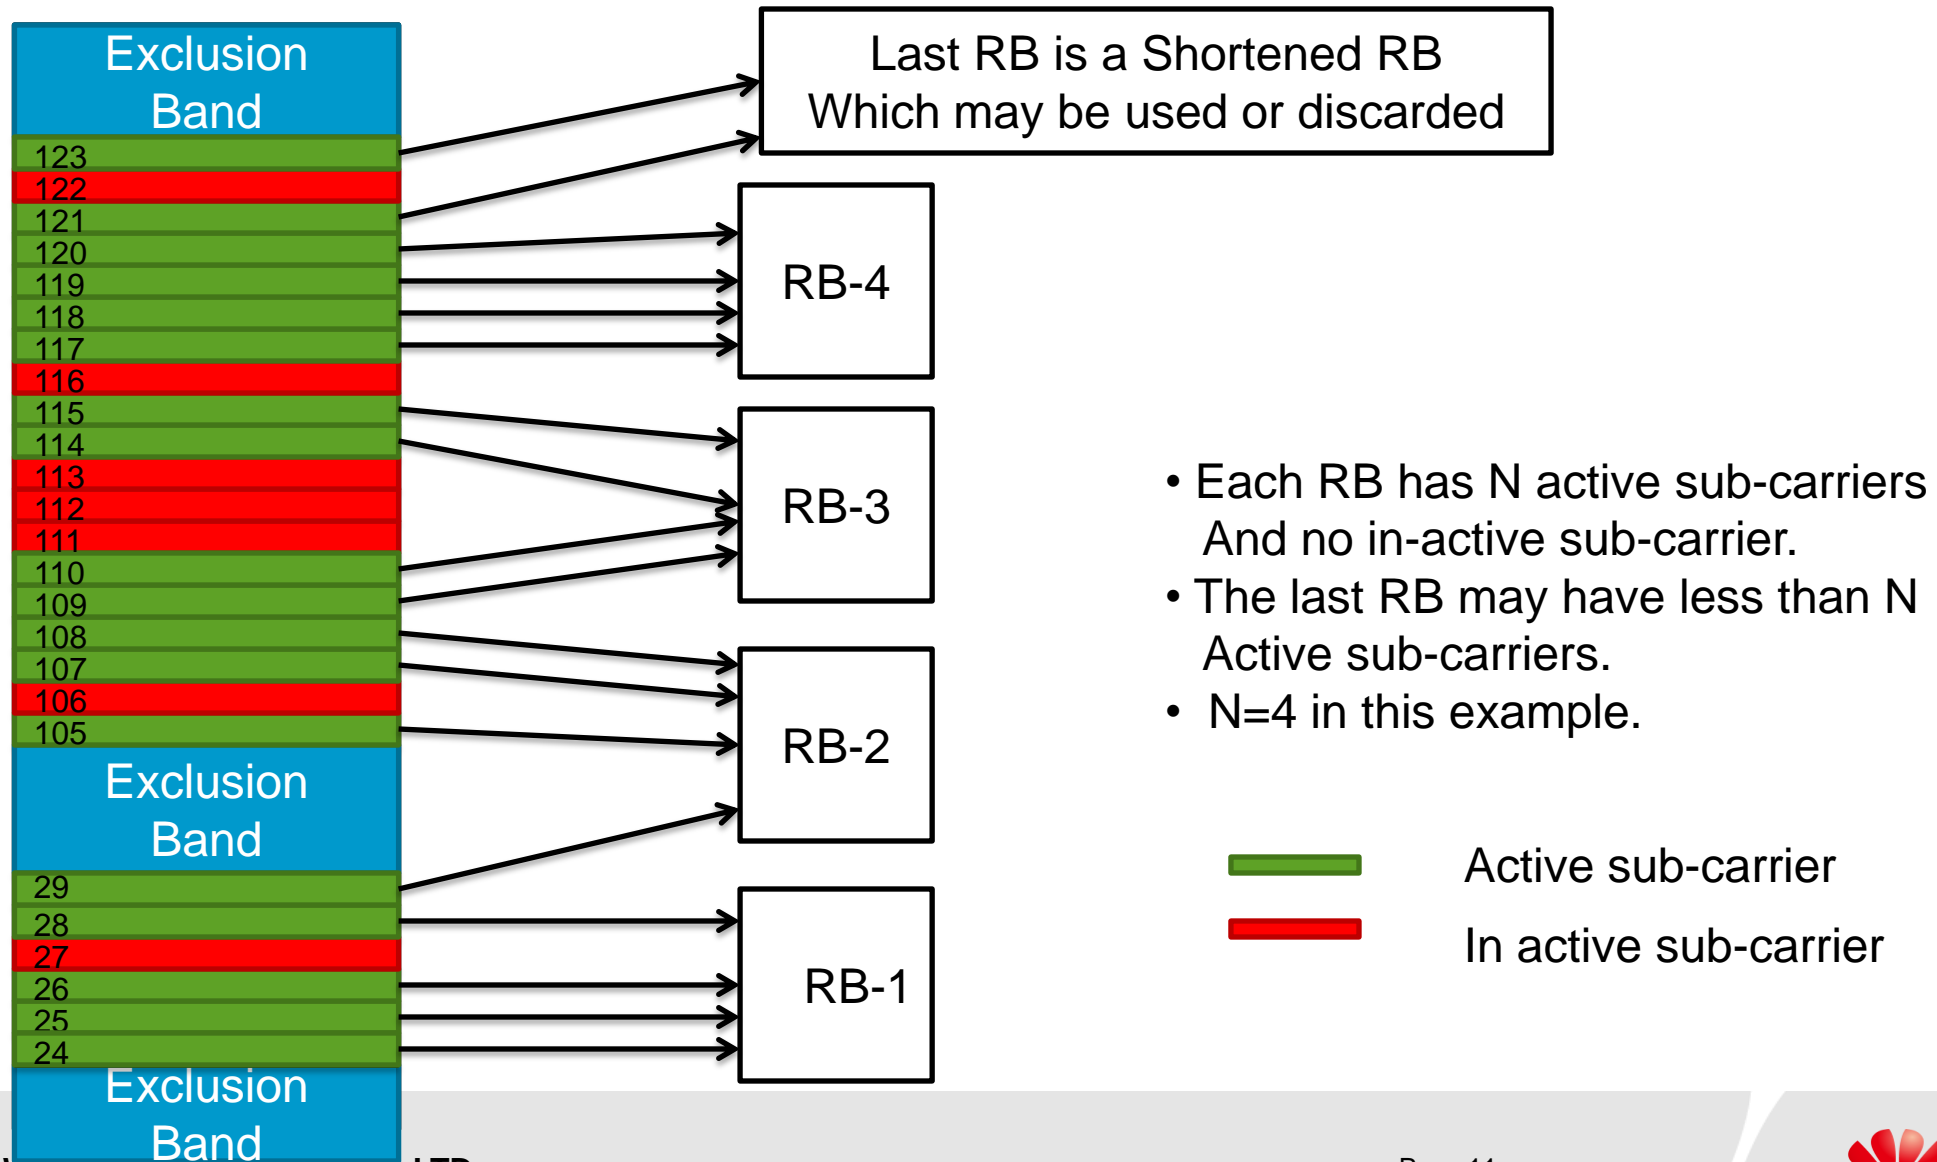 Exclusion
Band
123
122
121
120
119
118
117
116
115
114
113
112
111
110
109
108
107
106
105
Exclusion
Band
29
28
27
26
25
24
Exclusion
Band
Last RB is a Shortened RB
Which may be used or discarded
RB-4
RB-3
RB-2
RB-1
• Each RB has N active sub-carriers
And no in-active sub-carrier.
• The last RB may have less than N
Active sub-carriers.
• N=4 in this example.
Active sub-carrier
In active sub-carrier